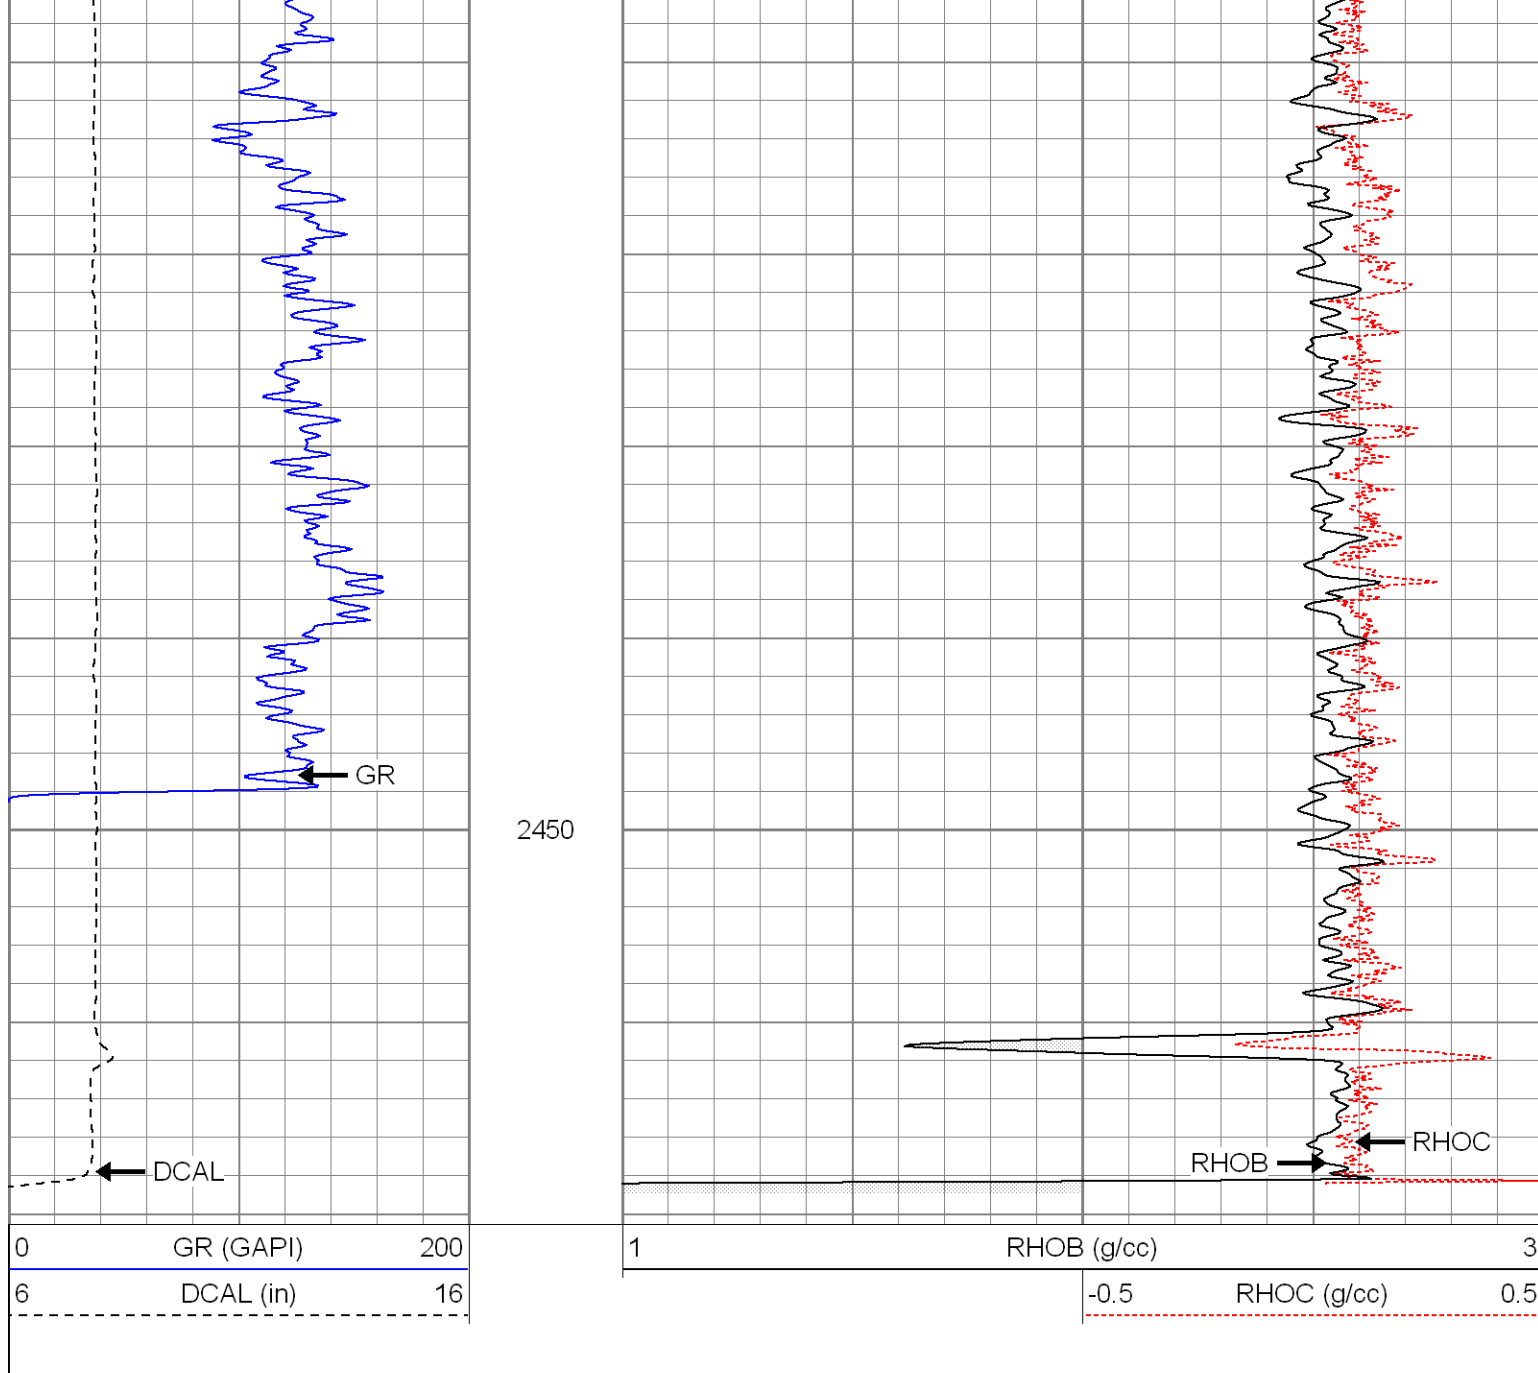 GR
2450
DCAL
RHOC
RHOB
0 GR (GAPI) 200
1 RHOB (g/cc) 3
6 DCAL (in) 16
-0.5 RHOC (g/cc) 0.5